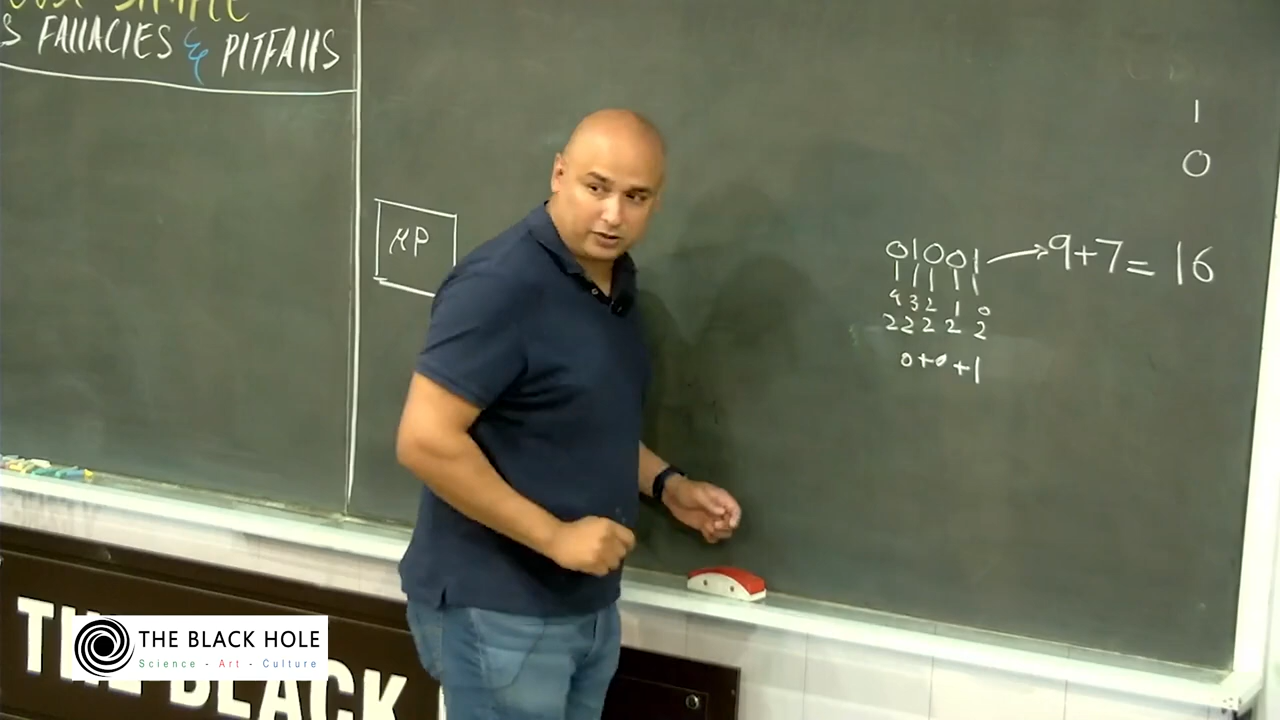 SIMPLE
S FALLACIES & PITFALLS
μP
1
0
01001 → 9+7= 16
4 3 2 1 0
2 2 2 2 2
0+0+1
THE BLACK HOLE
Science - Art - Culture
THE BLACK